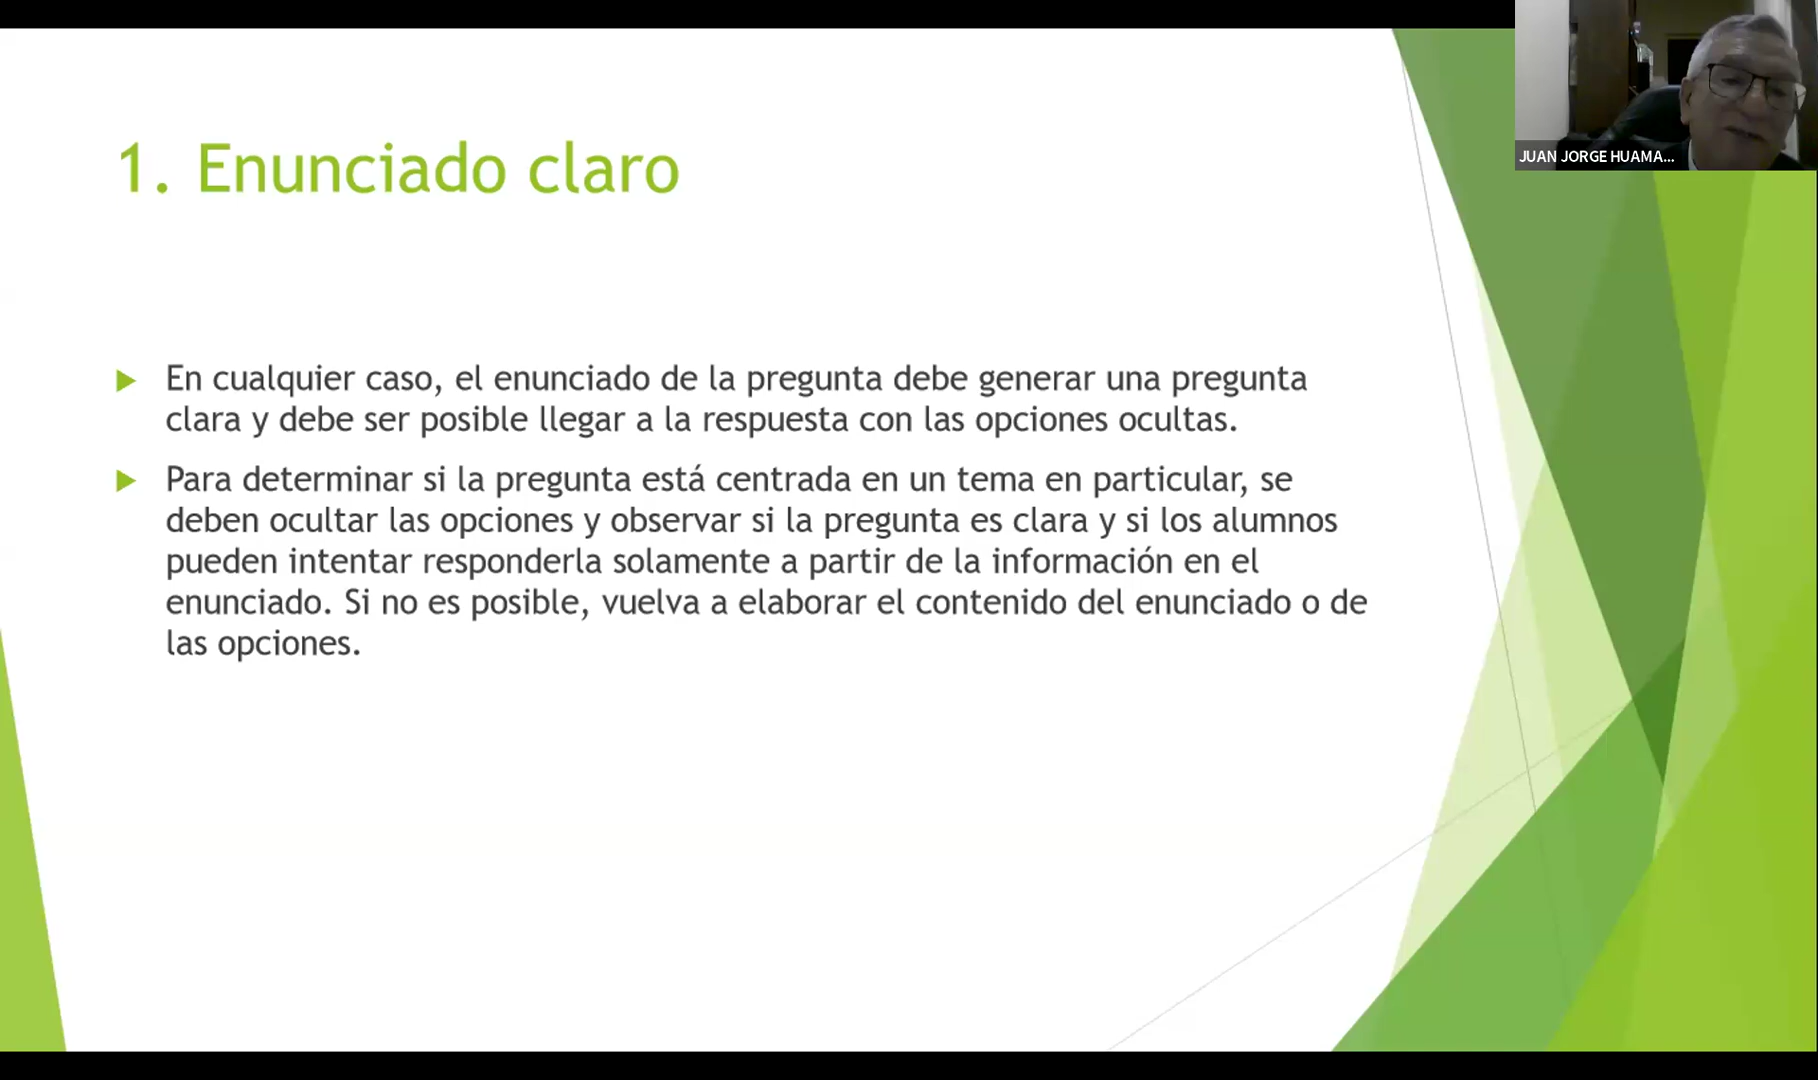 JUAN JORGE HUAMA...
1. Enunciado claro
En cualquier caso, el enunciado de la pregunta debe generar una pregunta
clara y debe ser posible llegar a la respuesta con las opciones ocultas.
Para determinar si la pregunta está centrada en un tema en particular, se
deben ocultar las opciones y observar si la pregunta es clara y si los alumnos
pueden intentar responderla solamente a partir de la información en el
enunciado. Si no es posible, vuelva a elaborar el contenido del enunciado o de
las opciones.